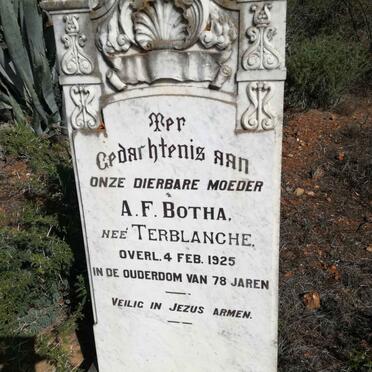 Ter
Gedachtenis aan
ONZE DIERBARE MOEDER
A.F. BOTHA,
NEÉ TERBLANCHE,
OVERL. 4 FEB. 1925
IN DE OUDERDOM VAN 78 JAREN
VEILIG IN JEZUS ARMEN.